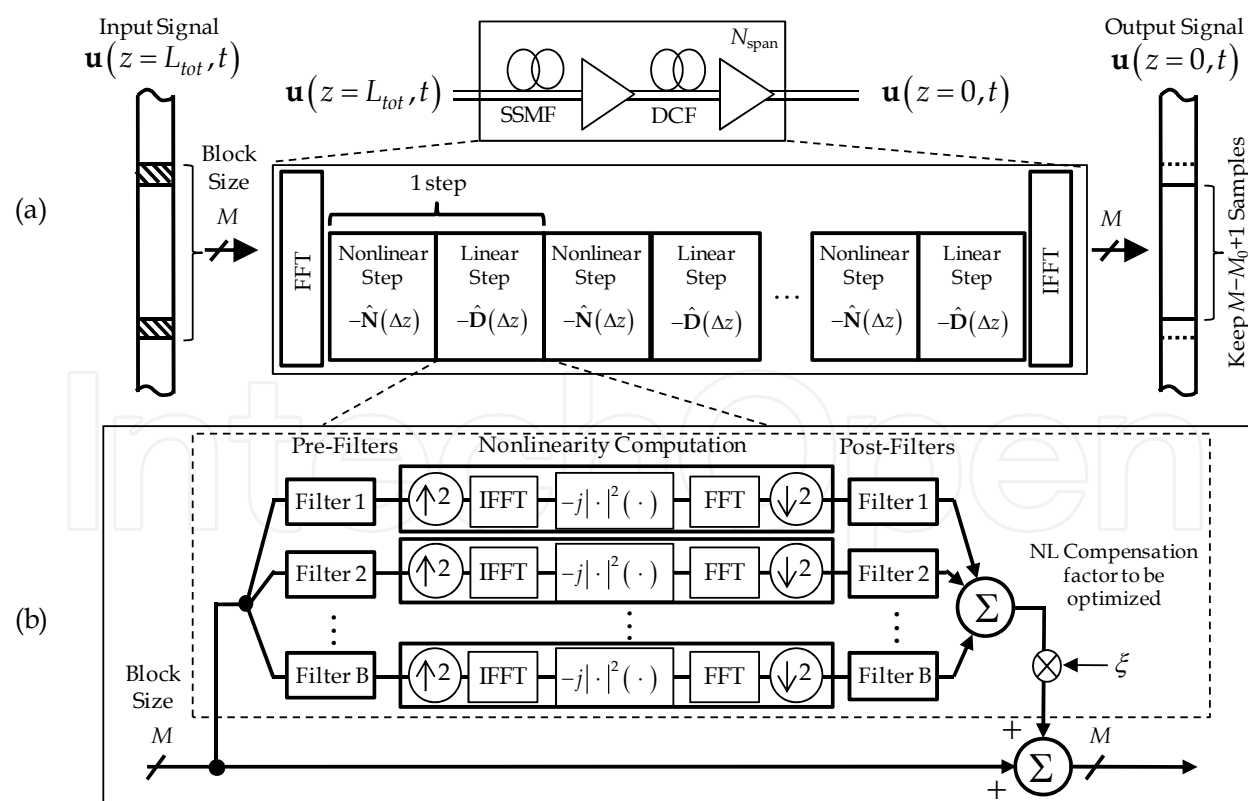 Input Signal
u(z = L_tot, t)
N_span
SSMF
DCF
u(z = L_tot, t)
u(z = 0, t)
Output Signal
u(z = 0, t)
(a)
Block
Size
M
1 step
FFT
Nonlinear
Step
−N̂(Δz)
Linear
Step
−D̂(Δz)
Nonlinear
Step
−N̂(Δz)
Linear
Step
−D̂(Δz)
...
Nonlinear
Step
−N̂(Δz)
Linear
Step
−D̂(Δz)
IFFT
M
Keep M−M₀+1 Samples
IntechOpen
(b)
Pre-Filters
Nonlinearity Computation
Post-Filters
Filter 1
↑2
IFFT
−j|·|²(·)
FFT
↓2
Filter 1
Filter 2
↑2
IFFT
−j|·|²(·)
FFT
↓2
Filter 2
⋮
⋮
⋮
Filter B
↑2
IFFT
−j|·|²(·)
FFT
↓2
Filter B
Σ
NL Compensation
factor to be
optimized
ξ
Block
Size
M
+
+
Σ
M